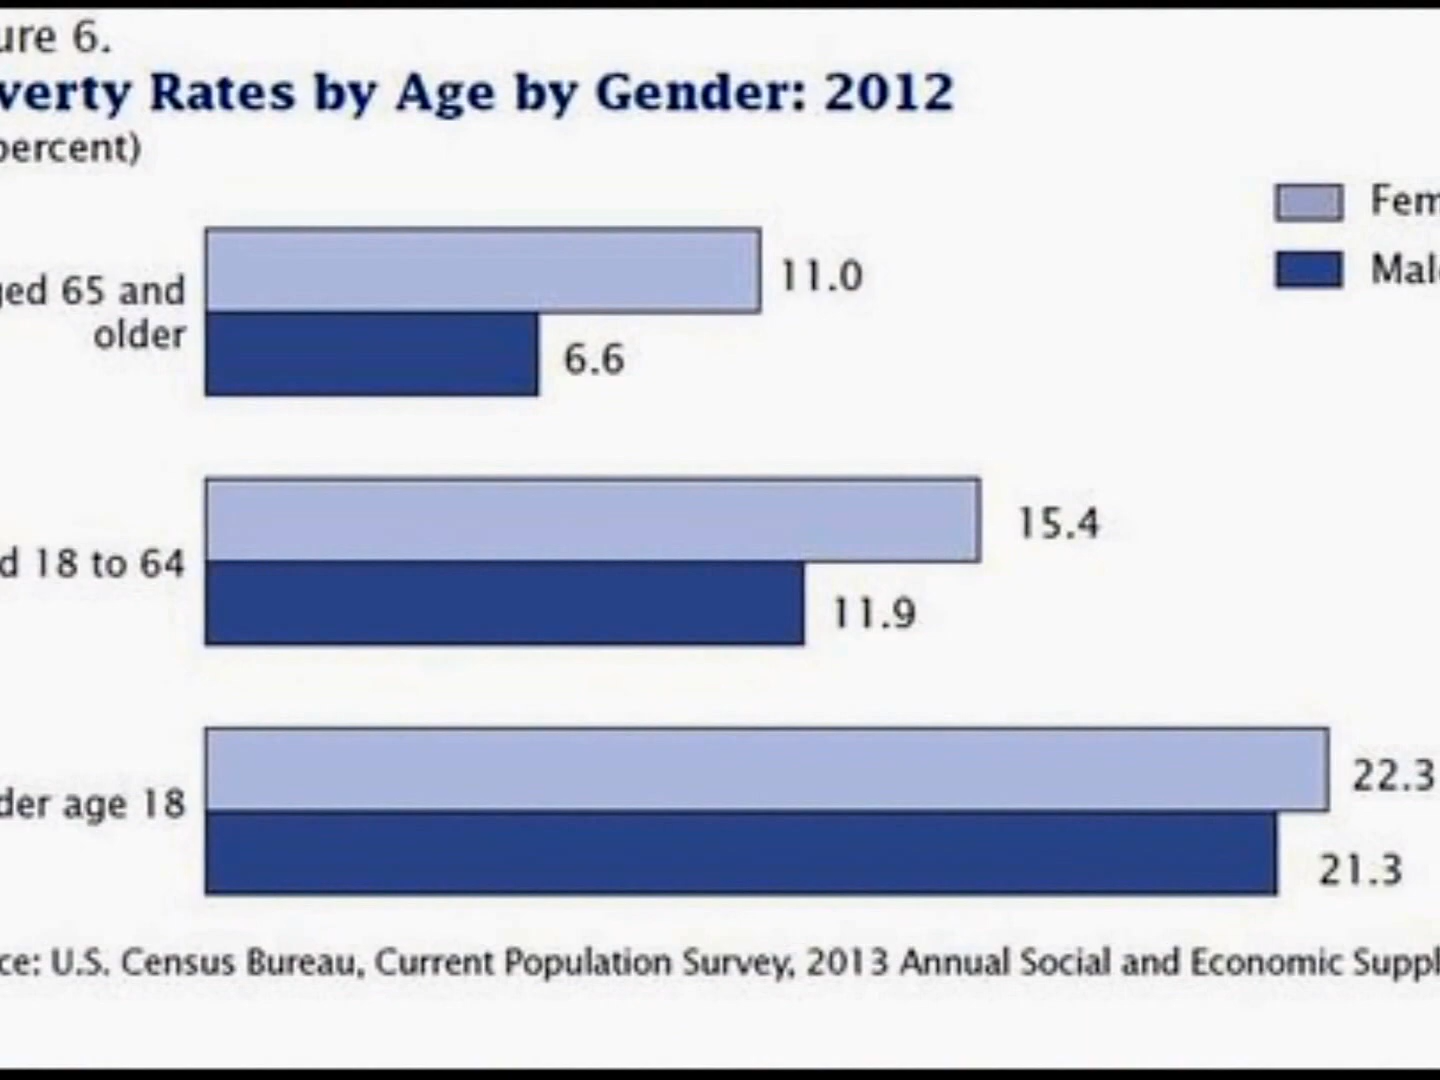 ure 6.
verty Rates by Age by Gender: 2012
percent)
Fem
Male
ged 65 and
older
11.0
6.6
d 18 to 64
15.4
11.9
der age 18
22.3
21.3
ce: U.S. Census Bureau, Current Population Survey, 2013 Annual Social and Economic Suppl